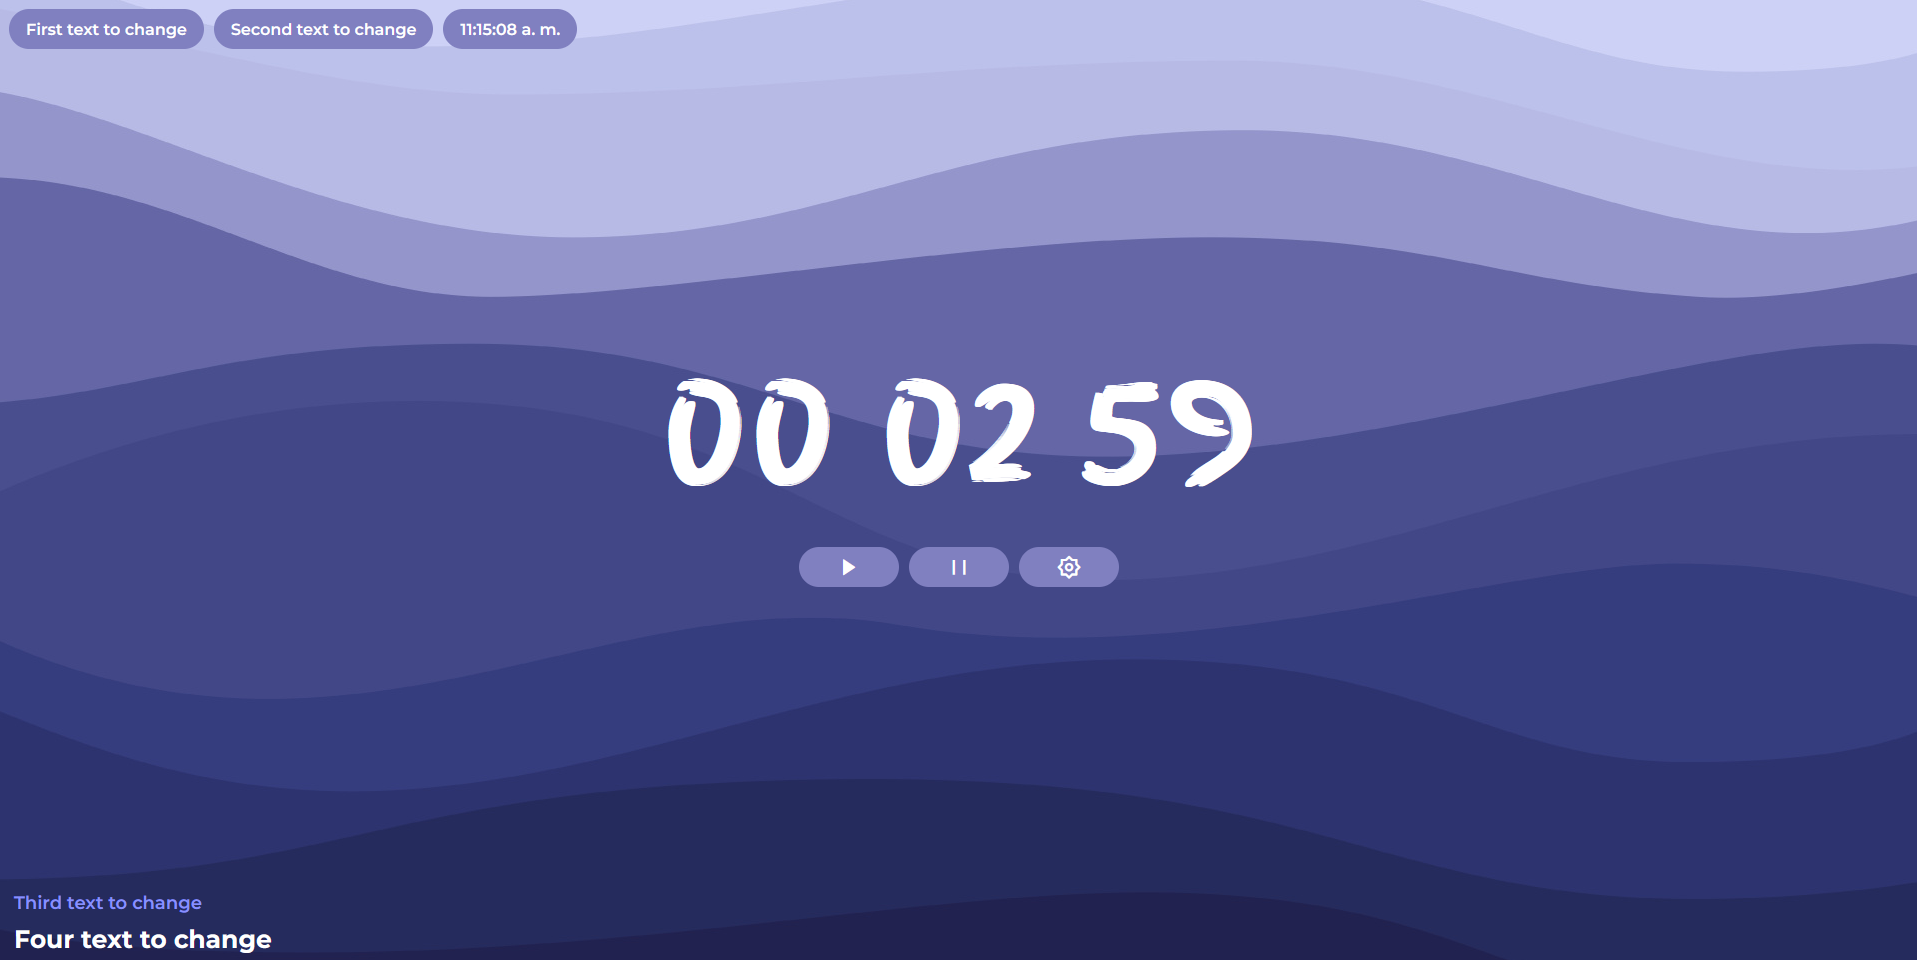 First text to change Second text to change 11:15:08 a. m.
00 02 59
Third text to change
Four text to change